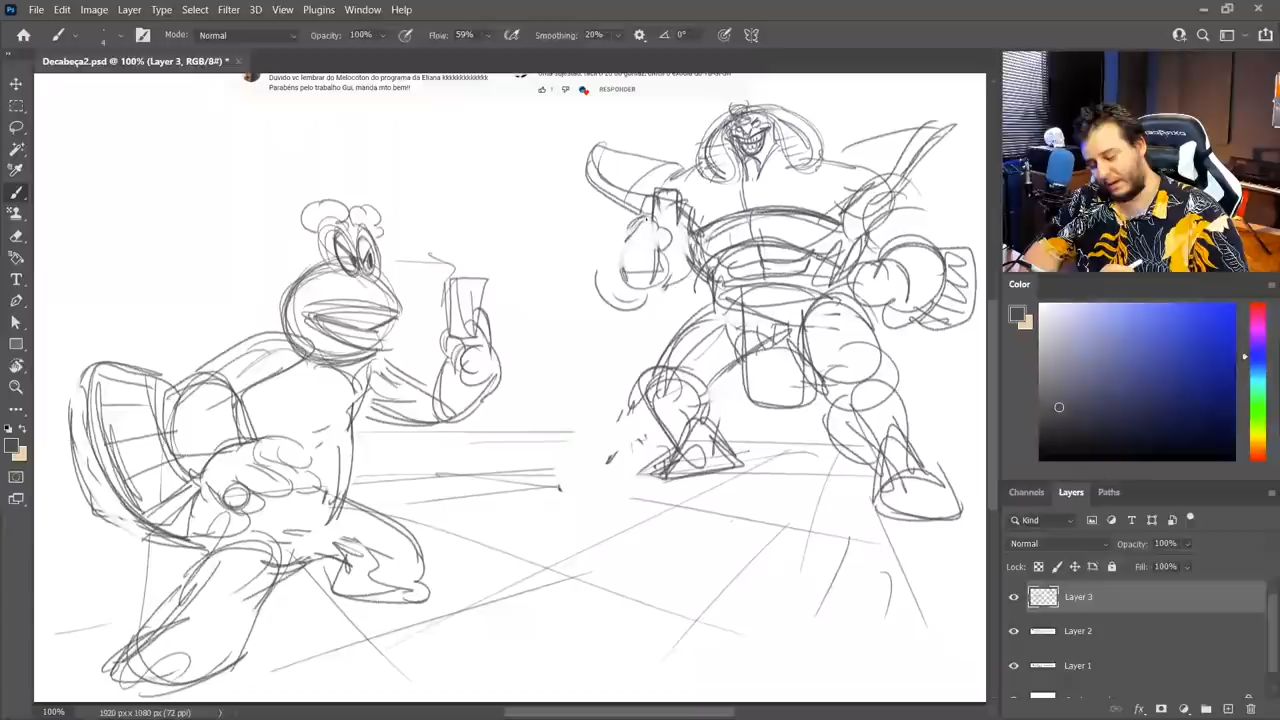 File Edit Image Layer Type Select Filter 3D View Plugins Window Help
Mode: Normal Opacity: 100% Flow: 59% Smoothing: 20% 0°
Decabeça2.psd @ 100% (Layer 3, RGB/8#) *
Duvido vc lembrar do Melocoton do programa da Eliana kkkkkkkkkkkkk
Parabéns pelo trabalho Gui, manda mto bem!!
1 RESPONDER
Color
Channels Layers Paths
Kind
Normal Opacity: 100%
Lock: Fill: 100%
Layer 3
Layer 2
Layer 1
100% 1920 px x 1080 px (72 ppi)